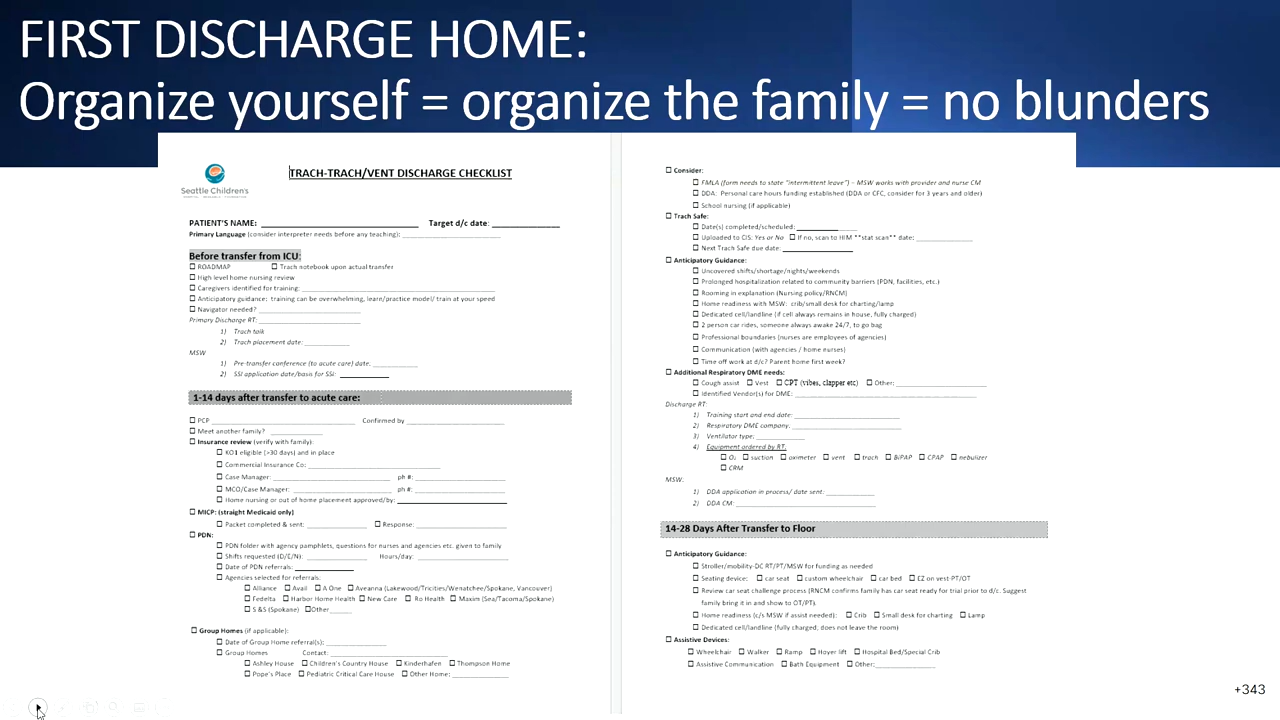 FIRST DISCHARGE HOME:
Organize yourself = organize the family = no blunders
Seattle Children's
TRACH-TRACH/VENT DISCHARGE CHECKLIST
PATIENT'S NAME: Target d/c date:
Primary Language (consider interpreter needs before any teaching):
Before transfer from ICU:
ROADMAP Trach notebook upon actual transfer
High level home nursing review
Caregivers identified for training:
Anticipatory guidance: training can be overwhelming, learn/practice model/ train at your speed
Navigator needed?
Primary Discharge RT:
1) Trach talk
2) Trach placement date:
MSW
1) Pre-transfer conference (to acute care) date.
2) SSI application date/basis for SSI:
1-14 days after transfer to acute care:
PCP Confirmed by
Meet another family?
Insurance review (verify with family):
KO1 eligible (>30 days) and in place
Commercial Insurance Co:
Case Manager: ph #:
MCO/Case Manager: ph #:
Home nursing or out of home placement approved/by:
MICP: (straight Medicaid only)
Packet completed & sent: Response:
PDN:
PDN folder with agency pamphlets, questions for nurses and agencies etc. given to family
Shifts requested (D/E/N): Hours/day:
Date of PDN referrals:
Agencies selected for referrals:
Alliance Avail A One Aveanna (Lakewood/Tricities/Wenatchee/Spokane, Vancouver)
Fedelta Harbor Home Health New Care Ro Health Maxim (Sea/Tacoma/Spokane)
S &S (Spokane) Other
Group Homes (if applicable):
Date of Group Home referral(s):
Group Homes Contact:
Ashley House Children's Country House Kinderhafen Thompson Home
Pope's Place Pediatric Critical Care House Other Home:
Consider:
FMLA (form needs to state "intermittent leave") – MSW works with provider and nurse CM
DDA: Personal care hours funding established (DDA or CFC, consider for 3 years and older)
School nursing (if applicable)
Trach Safe:
Date(s) completed/scheduled:
Uploaded to CIS: Yes or No If no, scan to HIM **stat scan** date:
Next Trach Safe due date:
Anticipatory Guidance:
Uncovered shifts/shortage/nights/weekends
Prolonged hospitalization related to community barriers (PDN, facilities, etc.)
Rooming in explanation (Nursing policy/RNCM)
Home readiness with MSW: crib/small desk for charting/lamp
Dedicated cell/landline (if cell always remains in house, fully charged)
2 person car rides, someone always awake 24/7, to go bag
Professional boundaries (nurses are employees of agencies)
Communication (with agencies / home nurses)
Time off work at d/c? Parent home first week?
Additional Respiratory DME needs:
Cough assist Vest CPT (vibes, clapper etc) Other:
Identified Vendor(s) for DME:
Discharge RT:
1) Training start and end date:
2) Respiratory DME company.
3) Ventilator type:
4) Equipment ordered by RT.
O₂ suction oximeter vent trach BiPAP CPAP nebulizer
CRM
MSW:
1) DDA application in process/ date sent:
2) DDA CM:
14-28 Days After Transfer to Floor
Anticipatory Guidance:
Stroller/mobility-DC RT/PT/MSW for funding as needed
Seating device: car seat custom wheelchair car bed CZ on vest-PT/OT
Review car seat challenge process (RNCM confirms family has car seat ready for trial prior to d/c. Suggest
family bring it in and show to OT/PT).
Home readiness (c/s MSW if assist needed): Crib Small desk for charting Lamp
Dedicated cell/landline (fully charged, does not leave the room)
Assistive Devices:
Wheelchair Walker Ramp Hoyer lift Hospital Bed/Special Crib
Assistive Communication Bath Equipment Other:
+343